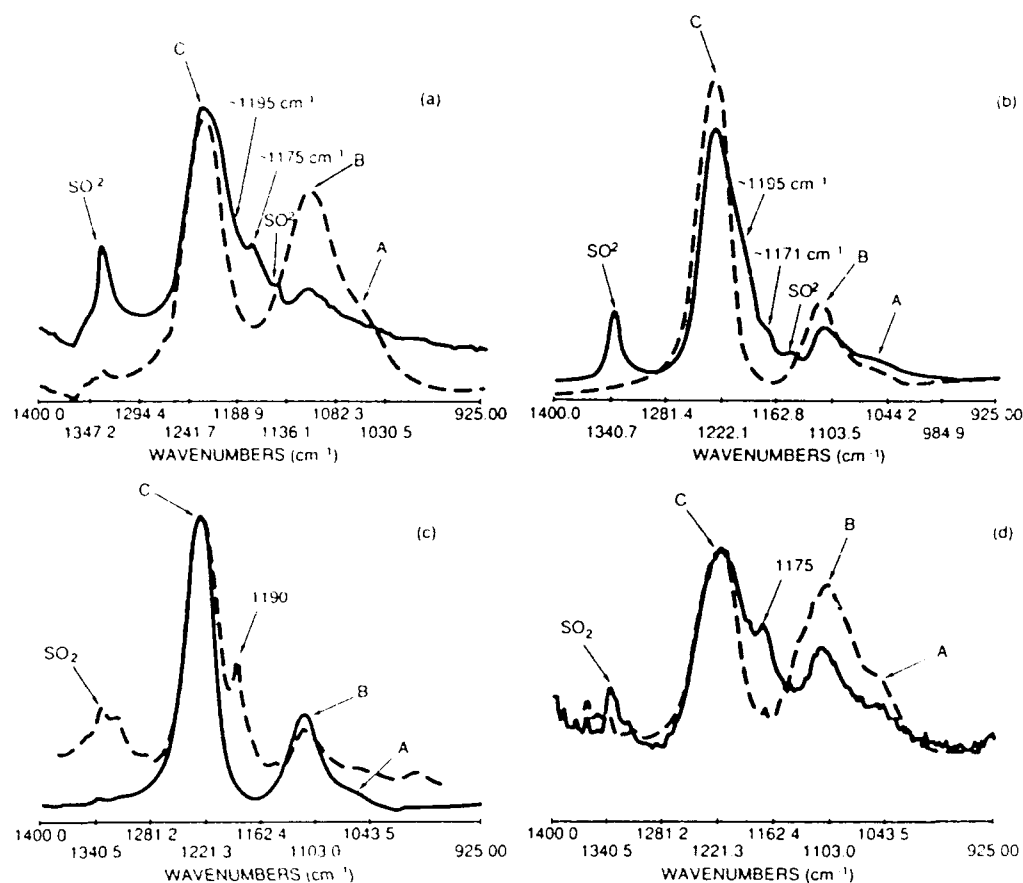 C
(a)
~1195 cm⁻¹
~1175 cm⁻¹
B
SO²
SO²
A
1400 0 1294 4 1188 9 1082 3 925 00
1347 2 1241 7 1136 1 1030 5
WAVENUMBERS (cm⁻¹)
C
(b)
~1195 cm⁻¹
~1171 cm⁻¹
SO²
SO²
B
A
1400 0 1281.4 1162 8 1044 2 925 00
1340.7 1222.1 1103.5 984 9
WAVENUMBERS (cm⁻¹)
C
(c)
1190
SO₂
B
A
1400 0 1281 2 1162 4 1043 5 925 00
1340 5 1221.3 1103 0
WAVENUMBERS (cm⁻¹)
C
B
(d)
1175
SO₂
A
1400 0 1281 2 1162 4 1043 5
1340 5 1221.3 1103.0 925 00
WAVENUMBERS (cm⁻¹)